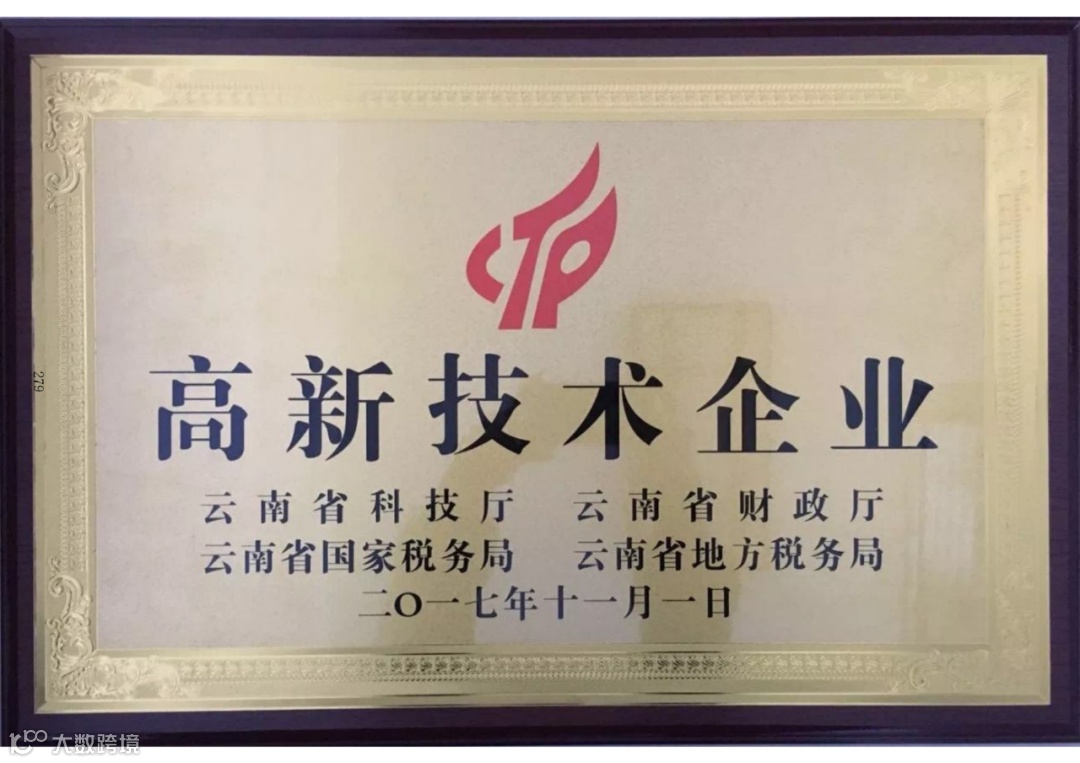 CTP
高新技术企业
279
云南省科技厅 云南省财政厅
云南省国家税务局 云南省地方税务局
二〇一七年十一月一日
大数跨境